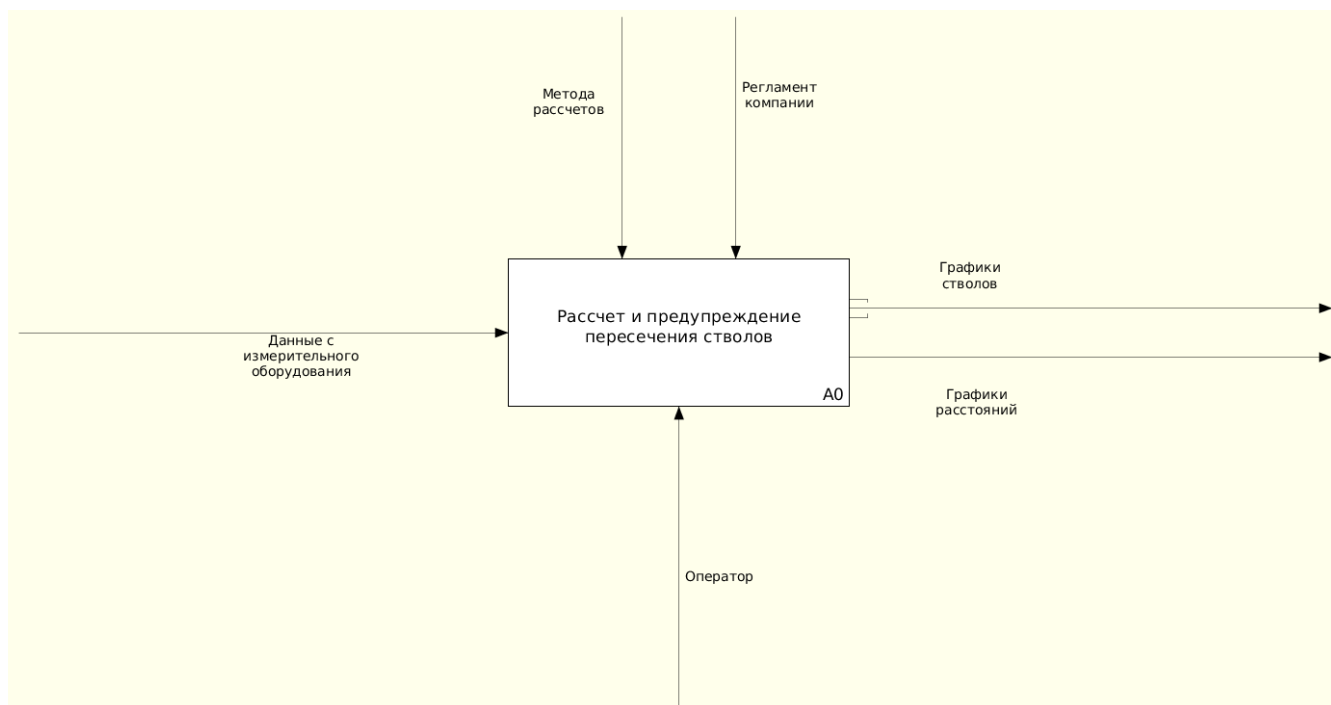 Метода
рассчетов
Регламент
компании
Графики
стволов
Рассчет и предупреждение
пересечения стволов
Данные с
измерительного
оборудования
A0
Графики
расстояний
Оператор